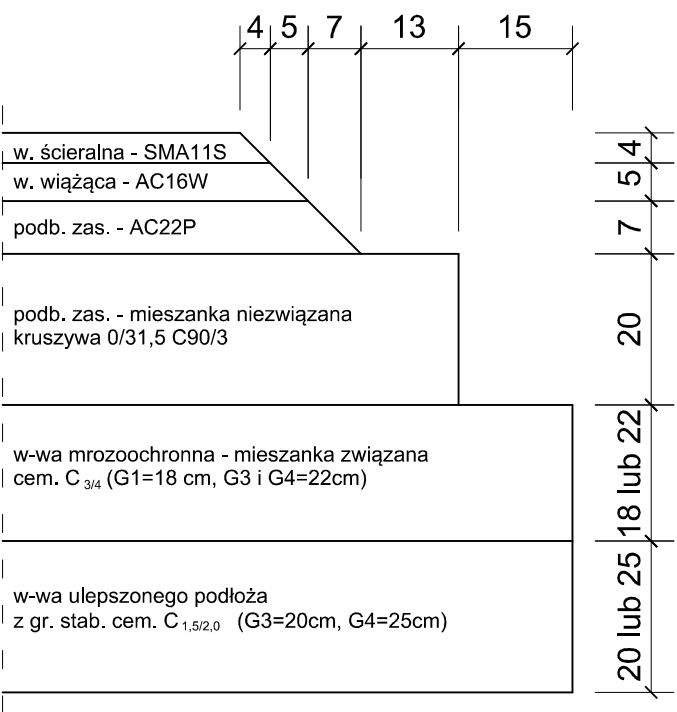 4 5 7 13 15
w. ścieralna - SMA11S
4
w. wiążąca - AC16W
5
podb. zas. - AC22P
7
podb. zas. - mieszanka niezwiązana
kruszywa 0/31,5 C90/3
20
w-wa mrozoochronna - mieszanka związana
cem. C 3/4 (G1=18 cm, G3 i G4=22cm)
18 lub 22
w-wa ulepszonego podłoża
z gr. stab. cem. C 1,5/2,0 (G3=20cm, G4=25cm)
20 lub 25